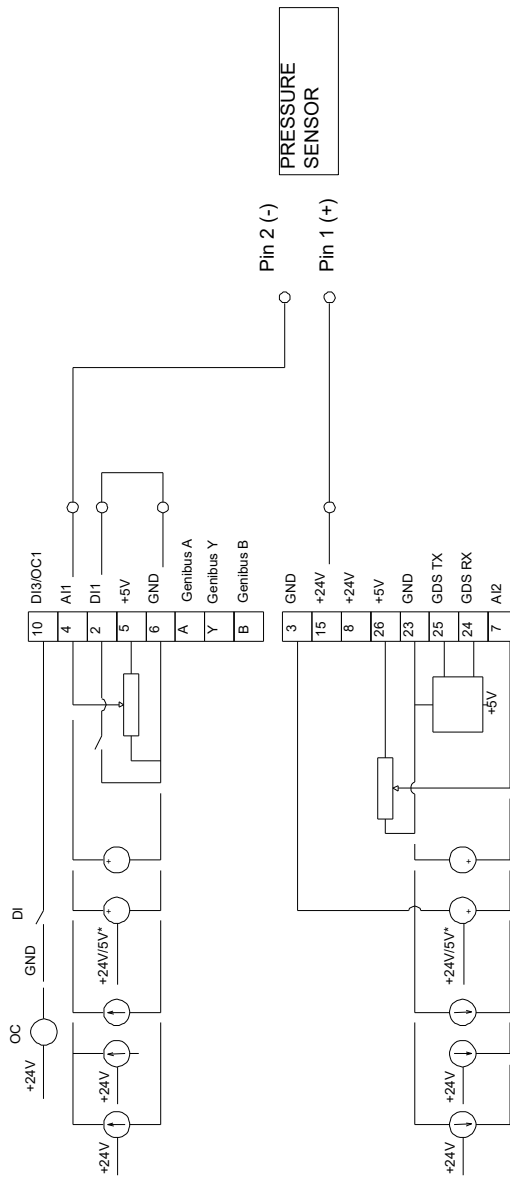 PRESSURE
SENSOR
Pin 2 (-)
Pin 1 (+)
DI3/OC1
AI1
DI1
+5V
GND
Genibus A
Genibus Y
Genibus B
10
4
2
5
6
A
Y
B
GND
+24V
+24V
+5V
GND
GDS TX
GDS RX
AI2
3
15
8
26
23
25
24
7
+5V
DI
GND
OC
+24V
+
+
+24V/5V*
+24V
+24V
+
+
+24V/5V*
+24V
+24V